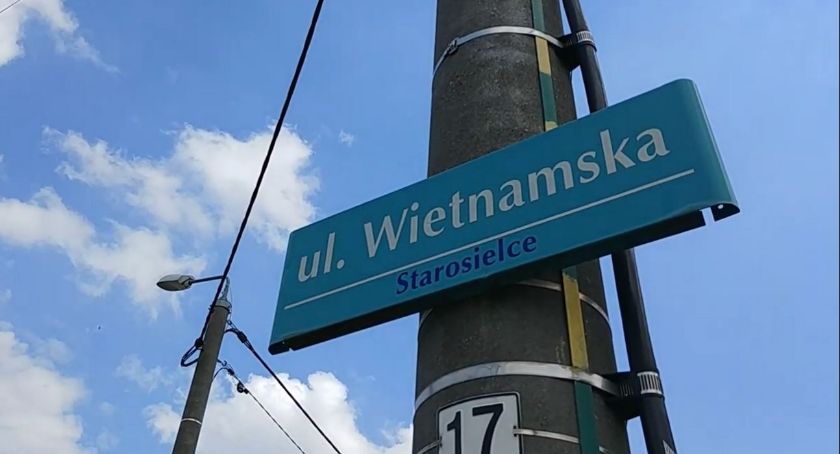 ul. Wietnamska
Starosielce
17